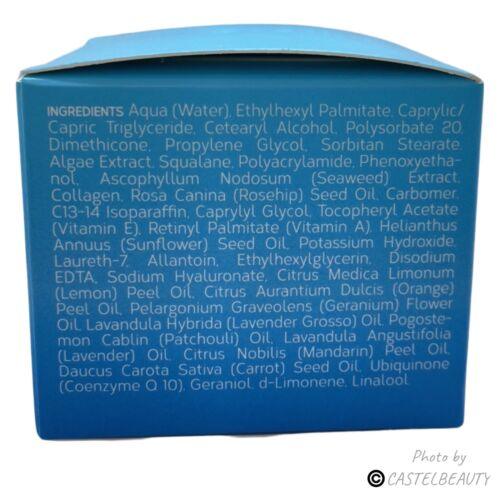 INGREDIENTS Aqua (Water), Ethylhexyl Palmitate, Caprylic/
Capric Triglyceride, Cetearyl Alcohol, Polysorbate 20,
Dimethicone, Propylene Glycol, Sorbitan Stearate,
Algae Extract, Squalane, Polyacrylamide, Phenoxyetha-
nol, Ascophyllum Nodosum (Seaweed) Extract,
Collagen, Rosa Canina (Rosehip) Seed Oil, Carbomer,
C13-14 Isoparaffin, Caprylyl Glycol, Tocopheryl Acetate
(Vitamin E), Retinyl Palmitate (Vitamin A), Helianthus
Annuus (Sunflower) Seed Oil, Potassium Hydroxide,
Laureth-7, Allantoin, Ethylhexylglycerin, Disodium
EDTA, Sodium Hyaluronate, Citrus Medica Limonum
(Lemon) Peel Oil, Citrus Aurantium Dulcis (Orange)
Peel Oil, Pelargonium Graveolens (Geranium) Flower
Oil, Lavandula Hybrida (Lavender Grosso) Oil, Pogoste-
mon Cablin (Patchouli) Oil, Lavandula Angustifolia
(Lavender) Oil, Citrus Nobilis (Mandarin) Peel Oil,
Daucus Carota Sativa (Carrot) Seed Oil, Ubiquinone
(Coenzyme Q 10), Geraniol, d-Limonene, Linalool.
Photo by
© CASTELBEAUTY